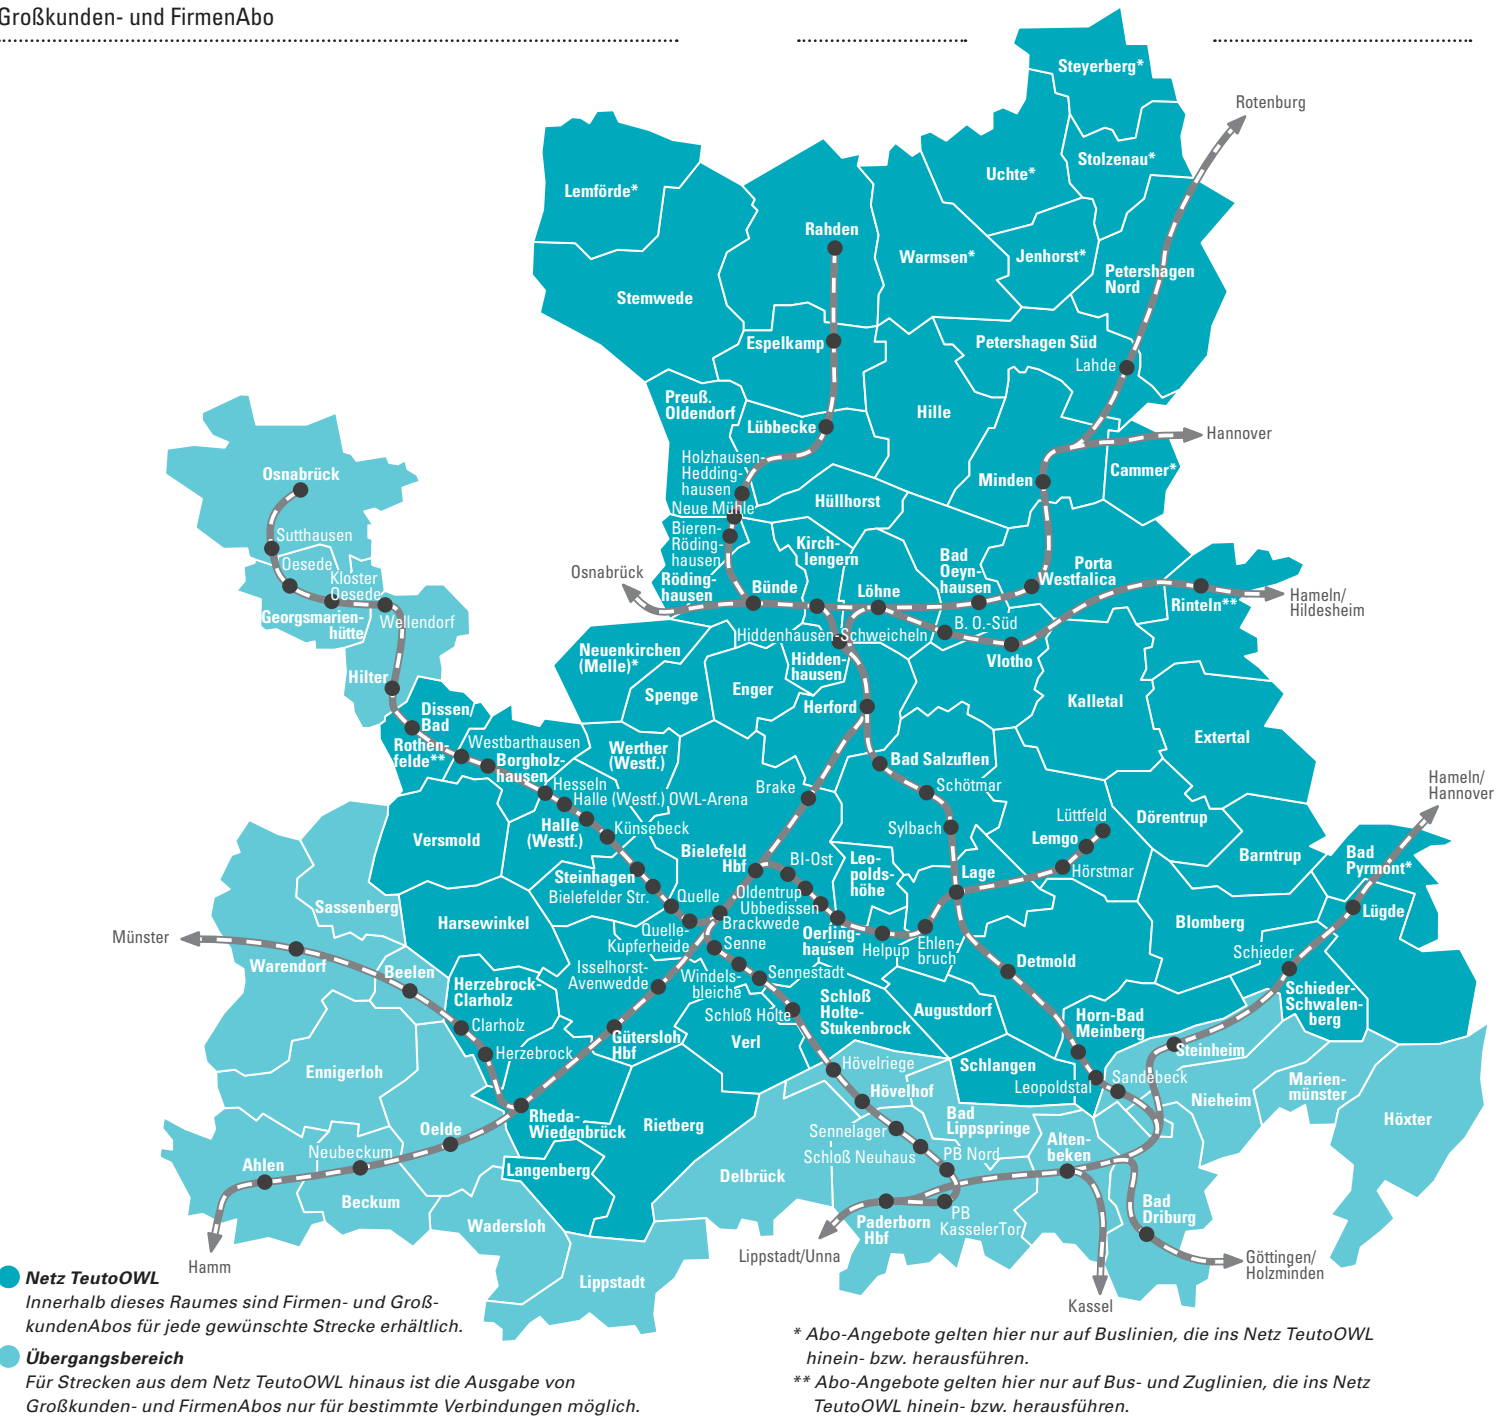 Großkunden- und FirmenAbo
Steyerberg*
Rotenburg
Stolzenau*
Uchte*
Lemförde*
Rahden
Warmsen*
Jenhorst*
Petershagen
Nord
Stemwede
Espelkamp
Petershagen Süd
Lahde
Preuß.
Oldendorf
Hille
Lübbecke
Hannover
Holzhausen-
Hedding-
hausen
Cammer*
Minden
Osnabrück
Neue Mühle
Hüllhorst
Bieren-
Röding-
hausen
Kirch-
lengern
Sutthausen
Oesede
Kloster
Oesede
Georgsmarien-
hütte
Wellendorf
Osnabrück
Röding-
hausen
Bünde
Löhne
Bad
Oeyn-
hausen
Porta
Westfalica
Rinteln**
Hameln/
Hildesheim
B. O.-Süd
Hiddenhausen-Schweicheln
Vlotho
Neuenkirchen
(Melle)*
Hidden-
hausen
Hilter
Spenge
Enger
Kalletal
Herford
Dissen/
Bad
Rothen-
felde**
Westbarthausen
Borgholz-
hausen
Werther
(Westf.)
Extertal
Bad Salzuflen
Hesseln
Halle (Westf.) OWL-Arena
Brake
Schötmar
Hameln/
Hannover
Halle
(Westf.)
Künsebeck
Sylbach
Lüttfeld
Lemgo
Dörentrup
Versmold
Bielefeld
Hbf
BI-Ost
Leo-
polds-
höhe
Lage
Hörstmar
Barntrup
Bad
Pyrmont*
Steinhagen
Bielefelder Str.
Quelle
Oldentrup
Ubbedissen
Brackwede
Sassenberg
Harsewinkel
Quelle-
Kupferheide
Oerling-
hausen
Helpup
Ehlen-
bruch
Blomberg
Lügde
Münster
Senne
Schieder
Warendorf
Beelen
Isselhorst-
Avenwedde
Windels-
bleiche
Sennestadt
Detmold
Herzebrock-
Clarholz
Schloß Holte
Schloß
Holte-
Stukenbrock
Augustdorf
Schieder-
Schwalen-
berg
Clarholz
Gütersloh
Hbf
Verl
Horn-Bad
Meinberg
Herzebrock
Hövelriege
Schlangen
Steinheim
Ennigerloh
Leopoldstal
Sandebeck
Marien-
münster
Hövelhof
Nieheim
Rheda-
Wiedenbrück
Rietberg
Bad
Lippspringe
Höxter
Oelde
Sennelager
Alten-
beken
Neubeckum
Schloß Neuhaus
PB Nord
Ahlen
Langenberg
Delbrück
Beckum
Bad
Driburg
Wadersloh
Paderborn
Hbf
PB
KasselerTor
Lippstadt/Unna
Göttingen/
Holzminden
Hamm
Lippstadt
Kassel
Netz TeutoOWL
Innerhalb dieses Raumes sind Firmen- und Groß-
kundenAbos für jede gewünschte Strecke erhältlich.
Übergangsbereich
Für Strecken aus dem Netz TeutoOWL hinaus ist die Ausgabe von
Großkunden- und FirmenAbos nur für bestimmte Verbindungen möglich.
* Abo-Angebote gelten hier nur auf Buslinien, die ins Netz TeutoOWL
hinein- bzw. herausführen.
** Abo-Angebote gelten hier nur auf Bus- und Zuglinien, die ins Netz
TeutoOWL hinein- bzw. herausführen.